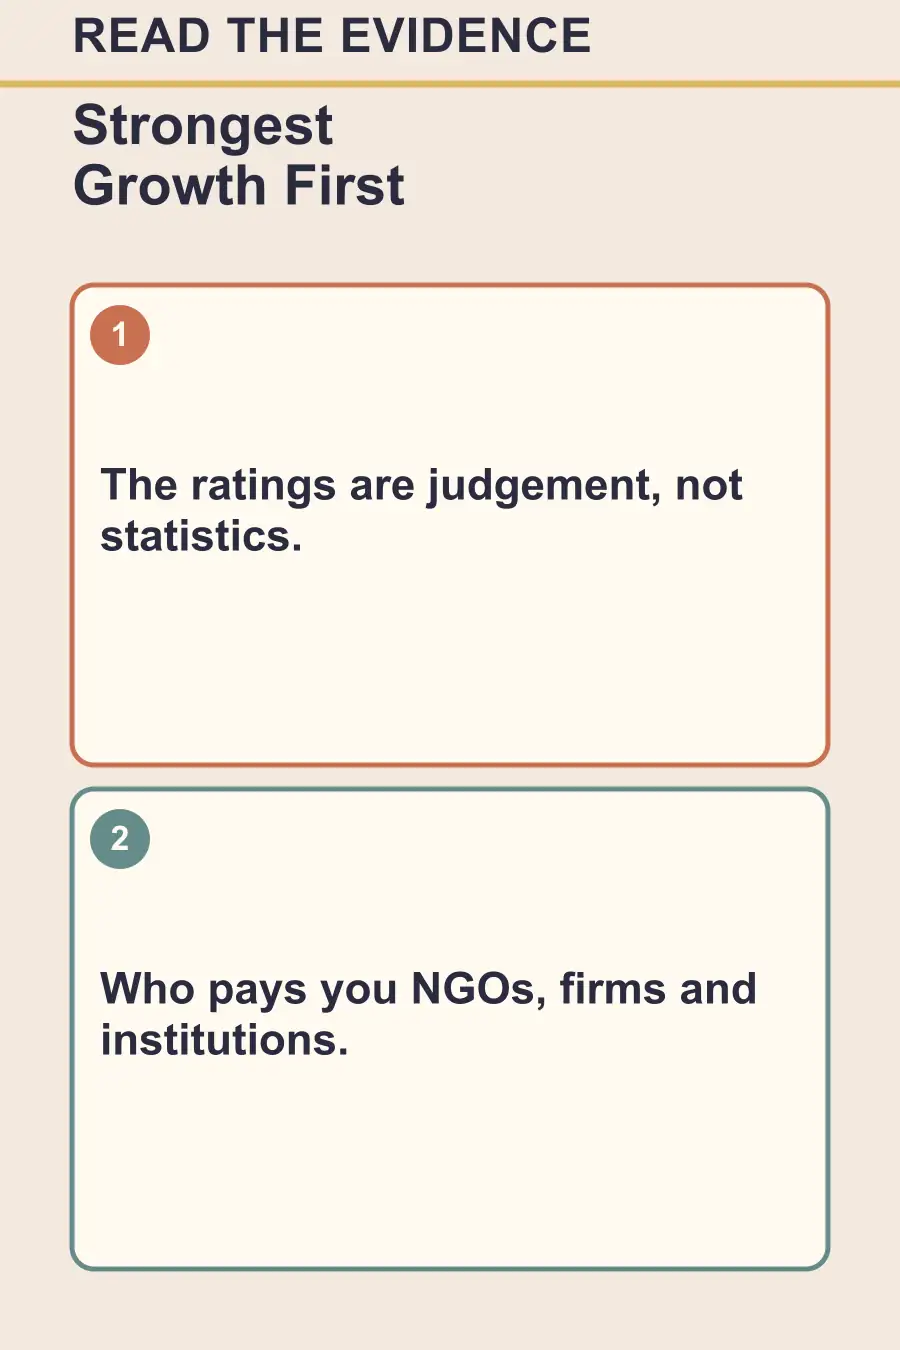 READ THE EVIDENCE
Strongest
Growth First
1
The ratings are judgement, not
statistics.
2
Who pays you NGOs, firms and
institutions.